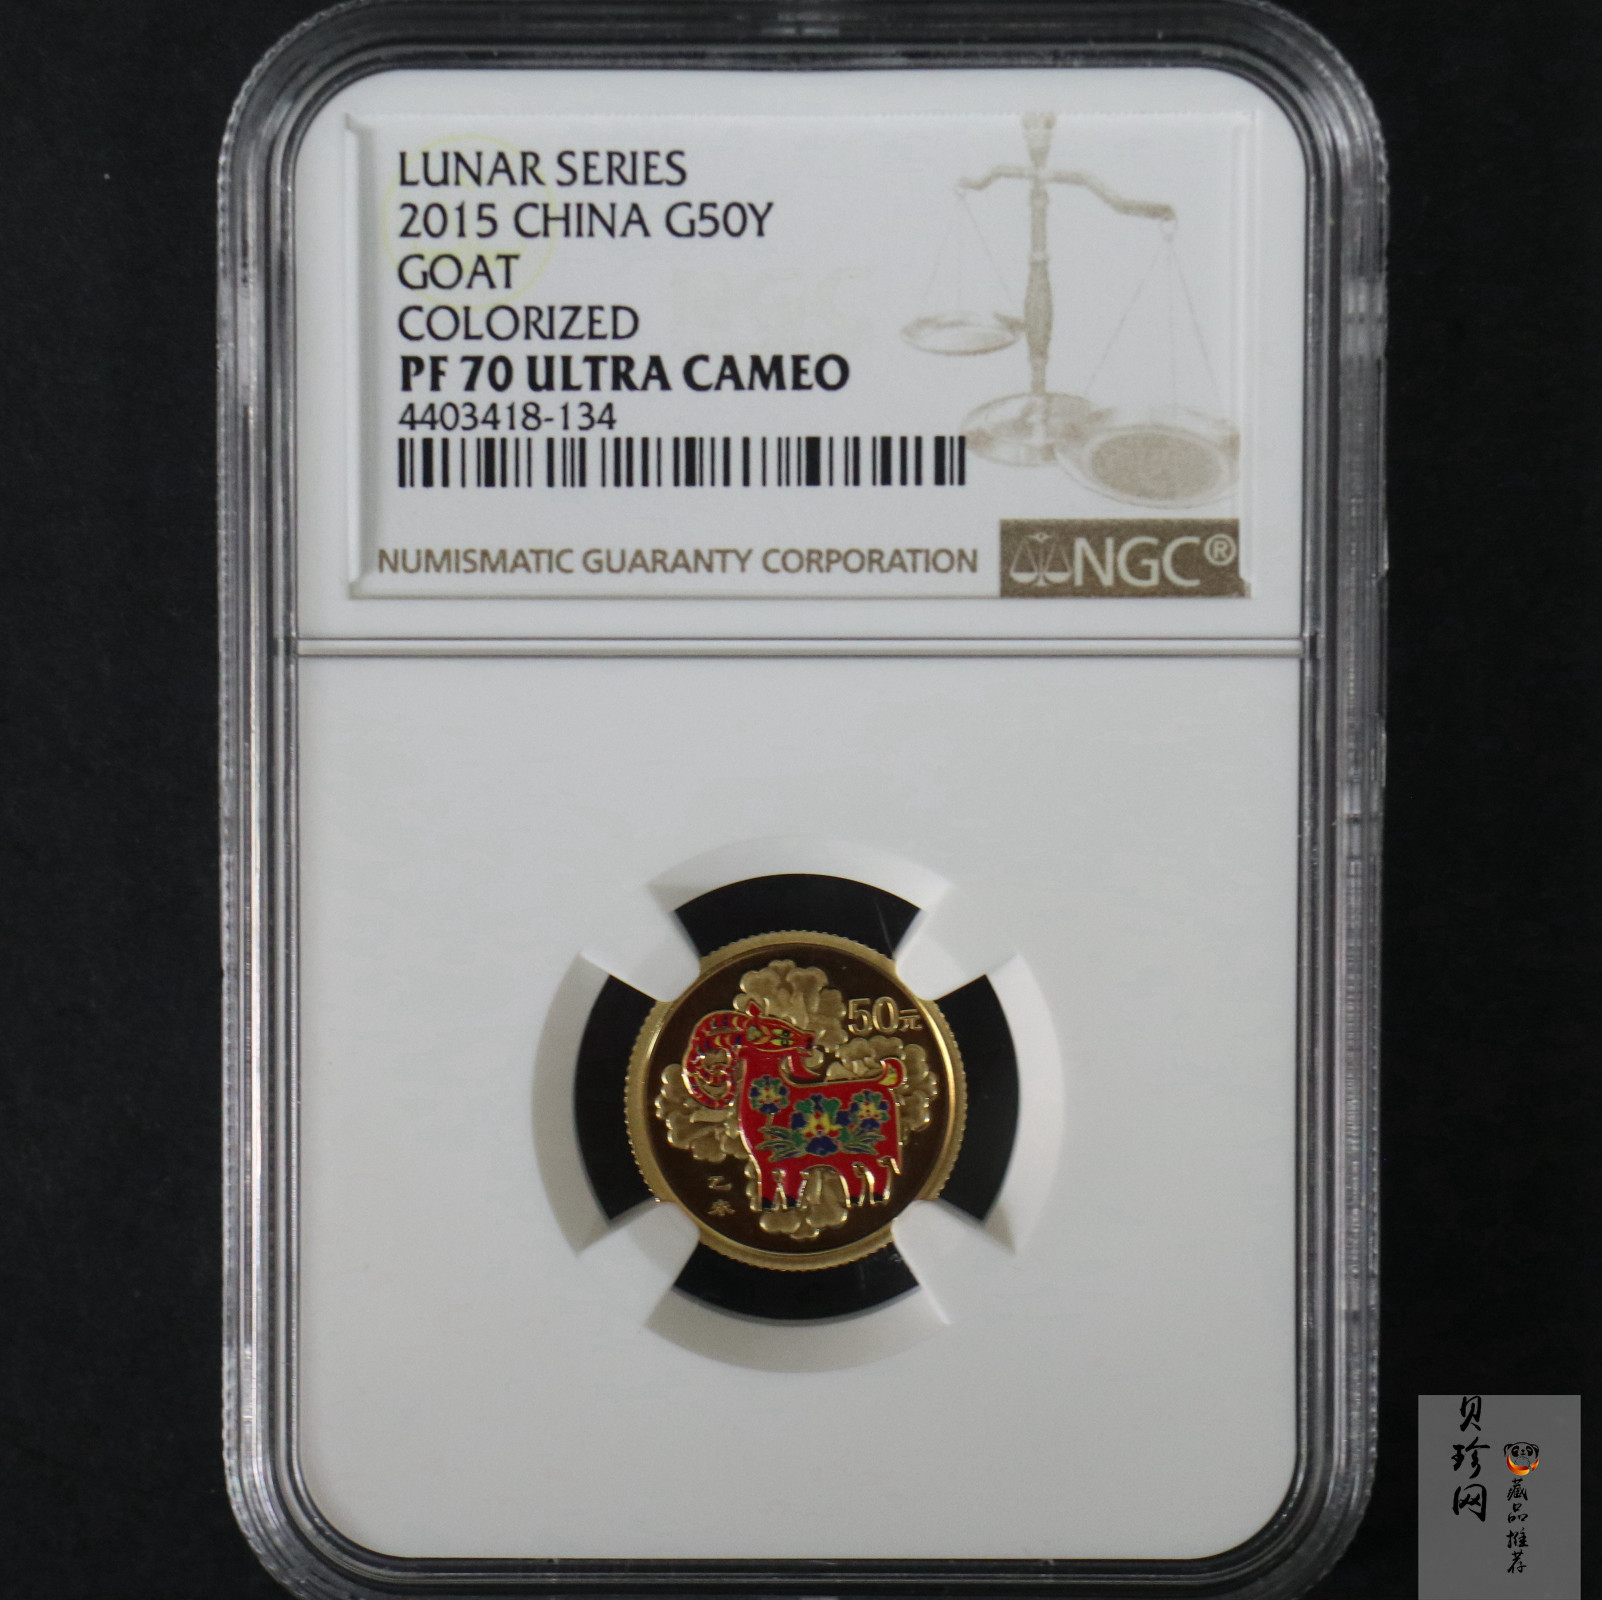 LUNAR SERIES
2015 CHINA G50Y
GOAT
COLORIZED
PF 70 ULTRA CAMEO
4403418-134
NUMISMATIC GUARANTY CORPORATION
NGC®
50元
乙未
贝珍网
藏品推荐